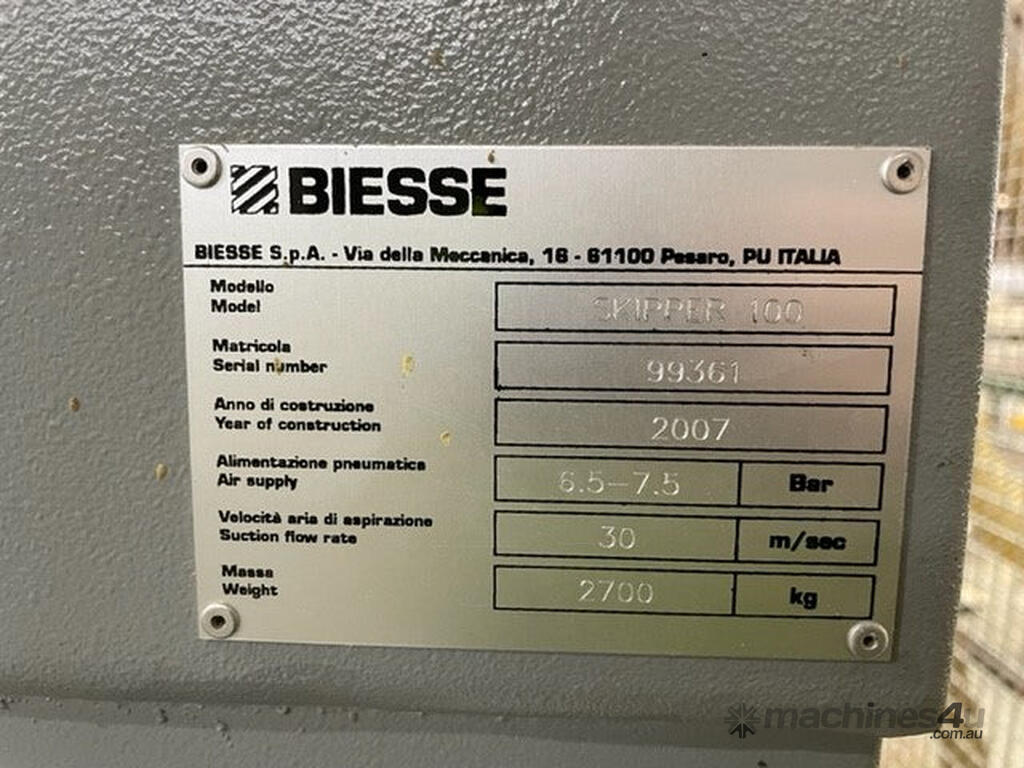 BIESSE
BIESSE S.p.A. - Via della Meccanica, 16 - 61100 Pesaro, PU ITALIA
Modello
Model
SKIPPER 100
Matricola
Serial number
99361
Anno di costruzione
Year of construction
2007
Alimentazione pneumatica
Air supply
6.5-7.5 Bar
Velocità aria di aspirazione
Suction flow rate
30 m/sec
Massa
Weight
2700 kg
machines4u
.com.au